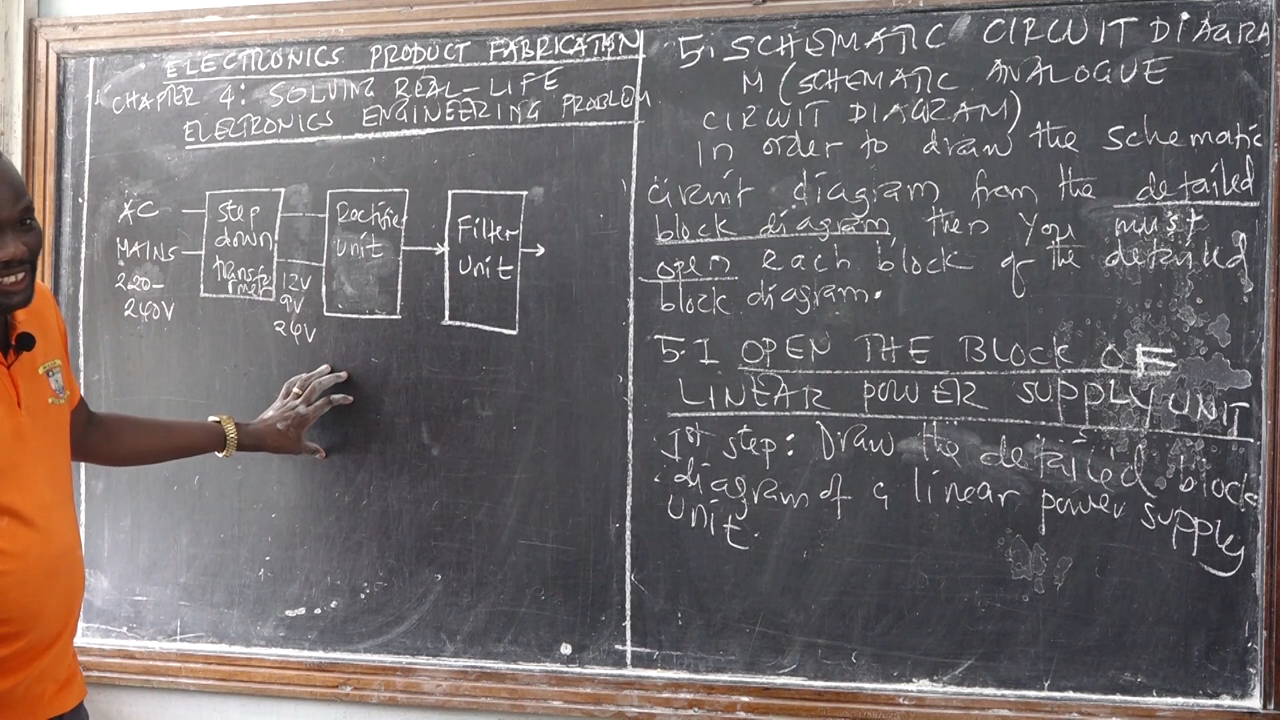 ELECTRONICS PRODUCT FABRICATION
CHAPTER 4: SOLVING REAL-LIFE
ELECTRONICS ENGINEERING PROBLEM
AC
MAINS
220-
240V
step
down
transfor
mer
12V
9V
24V
Rectifier
unit
Filter
Unit
5. SCHEMATIC CIRCUIT DIAGRA
M (SCHEMATIC ANALOGUE
CIRCUIT DIAGRAM)
In order to draw the schematic
circuit diagram from the detailed
block diagram then you must
open each block of the detailed
block diagram.
5.1 OPEN THE BLOCK OF
LINEAR POWER SUPPLY UNIT
1st step: Draw the detailed block
diagram of a linear power supply
unit.